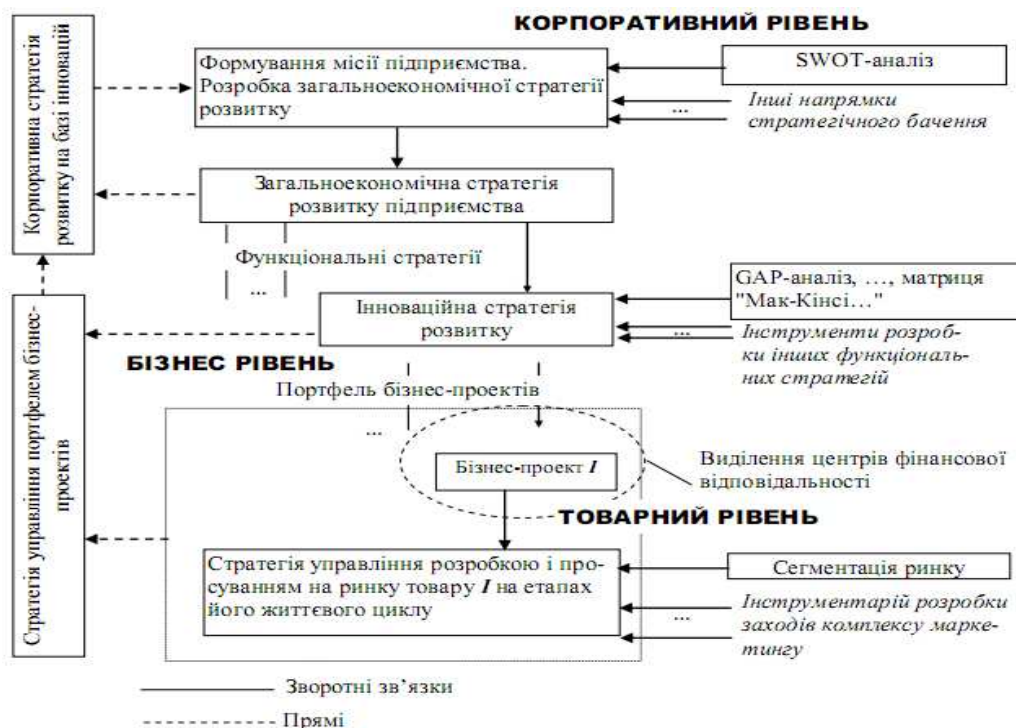 КОРПОРАТИВНИЙ РІВЕНЬ
Корпоративна стратегія
розвитку на базі інновацій
Формування місії підприємства.
Розробка загальноекономічної стратегії
розвитку
SWOT-аналіз
...
Інші напрямки
стратегічного бачення
Загальноекономічна стратегія
розвитку підприємства
Функціональні стратегії
...
Інноваційна стратегія
розвитку
GAP-аналіз, ..., матриця
"Мак-Кінсі..."
...
Інструменти розроб-
ки інших функціональ-
них стратегій
БІЗНЕС РІВЕНЬ
Стратегія управління портфелем бізнес-
проектів
Портфель бізнес-проектів
...
Бізнес-проект I
Виділення центрів фінансової
відповідальності
ТОВАРНИЙ РІВЕНЬ
Стратегія управління розробкою і про-
суванням на ринку товару I на етапах
його життєвого циклу
Сегментація ринку
...
Інструментарій розробки
заходів комплексу марке-
тингу
Зворотні зв’язки
Прямі